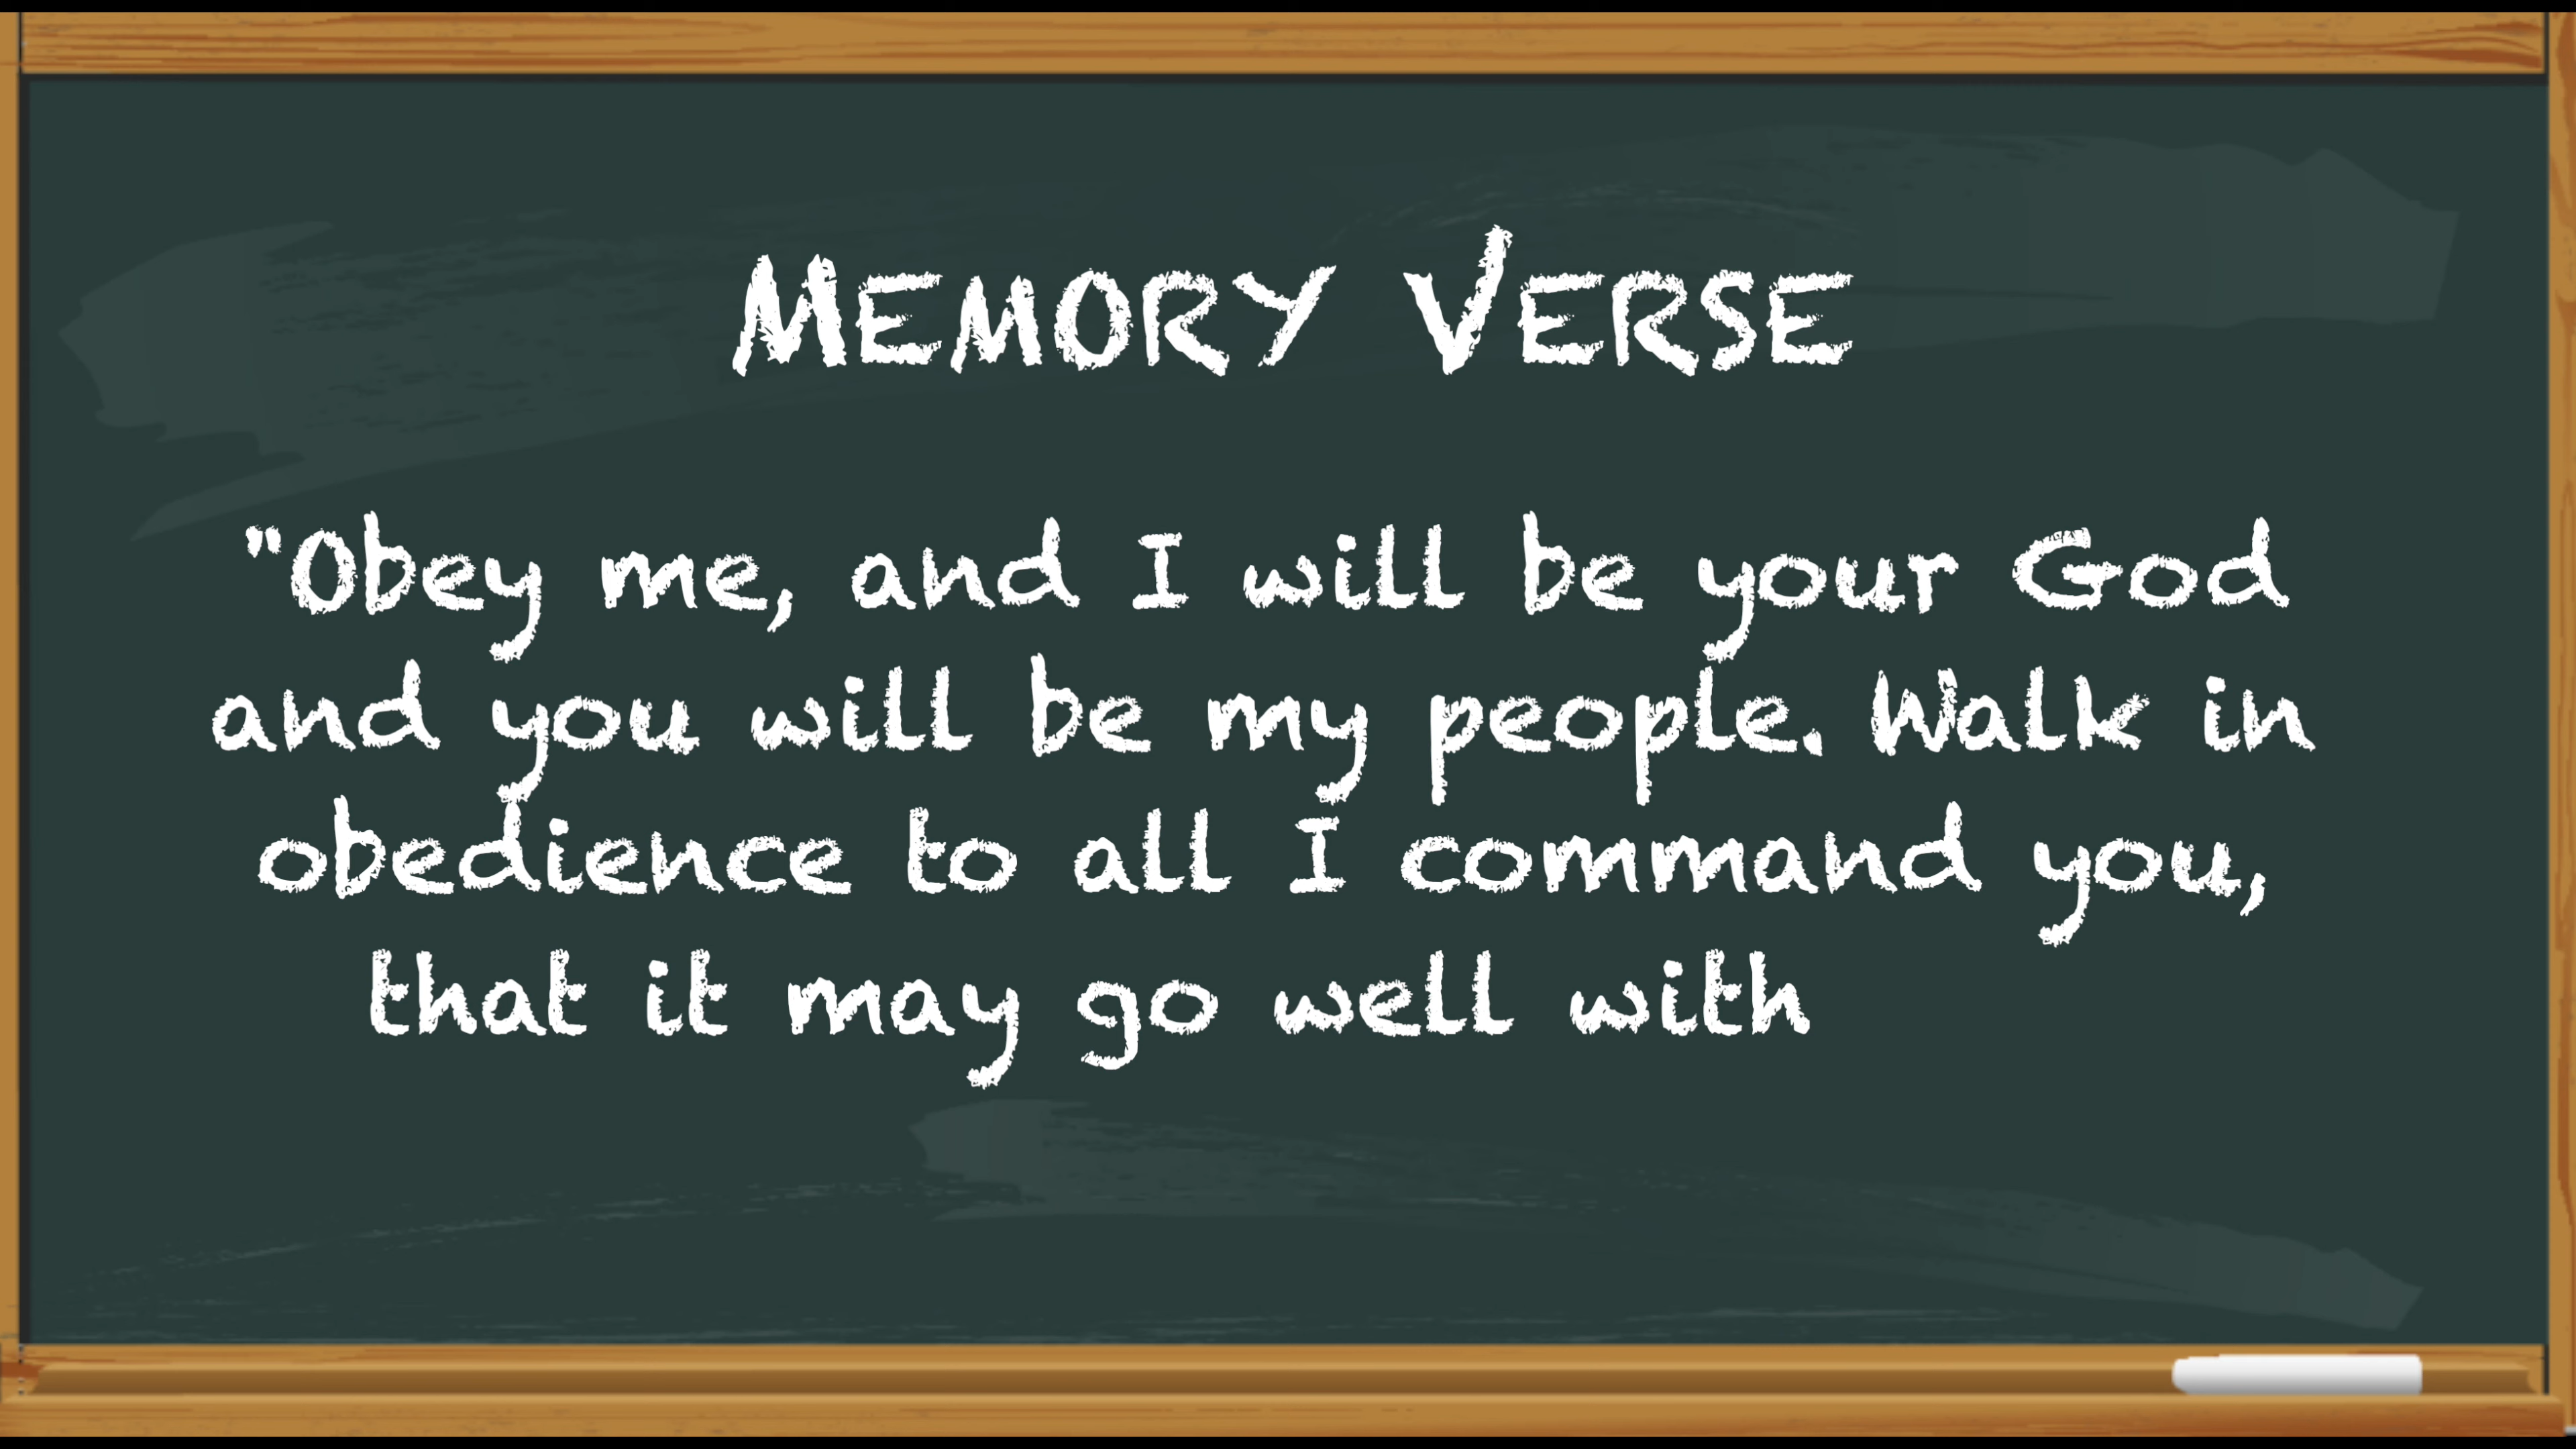 Memory Verse
"Obey me, and I will be your God
and you will be my people. Walk in
obedience to all I command you,
that it may go well with